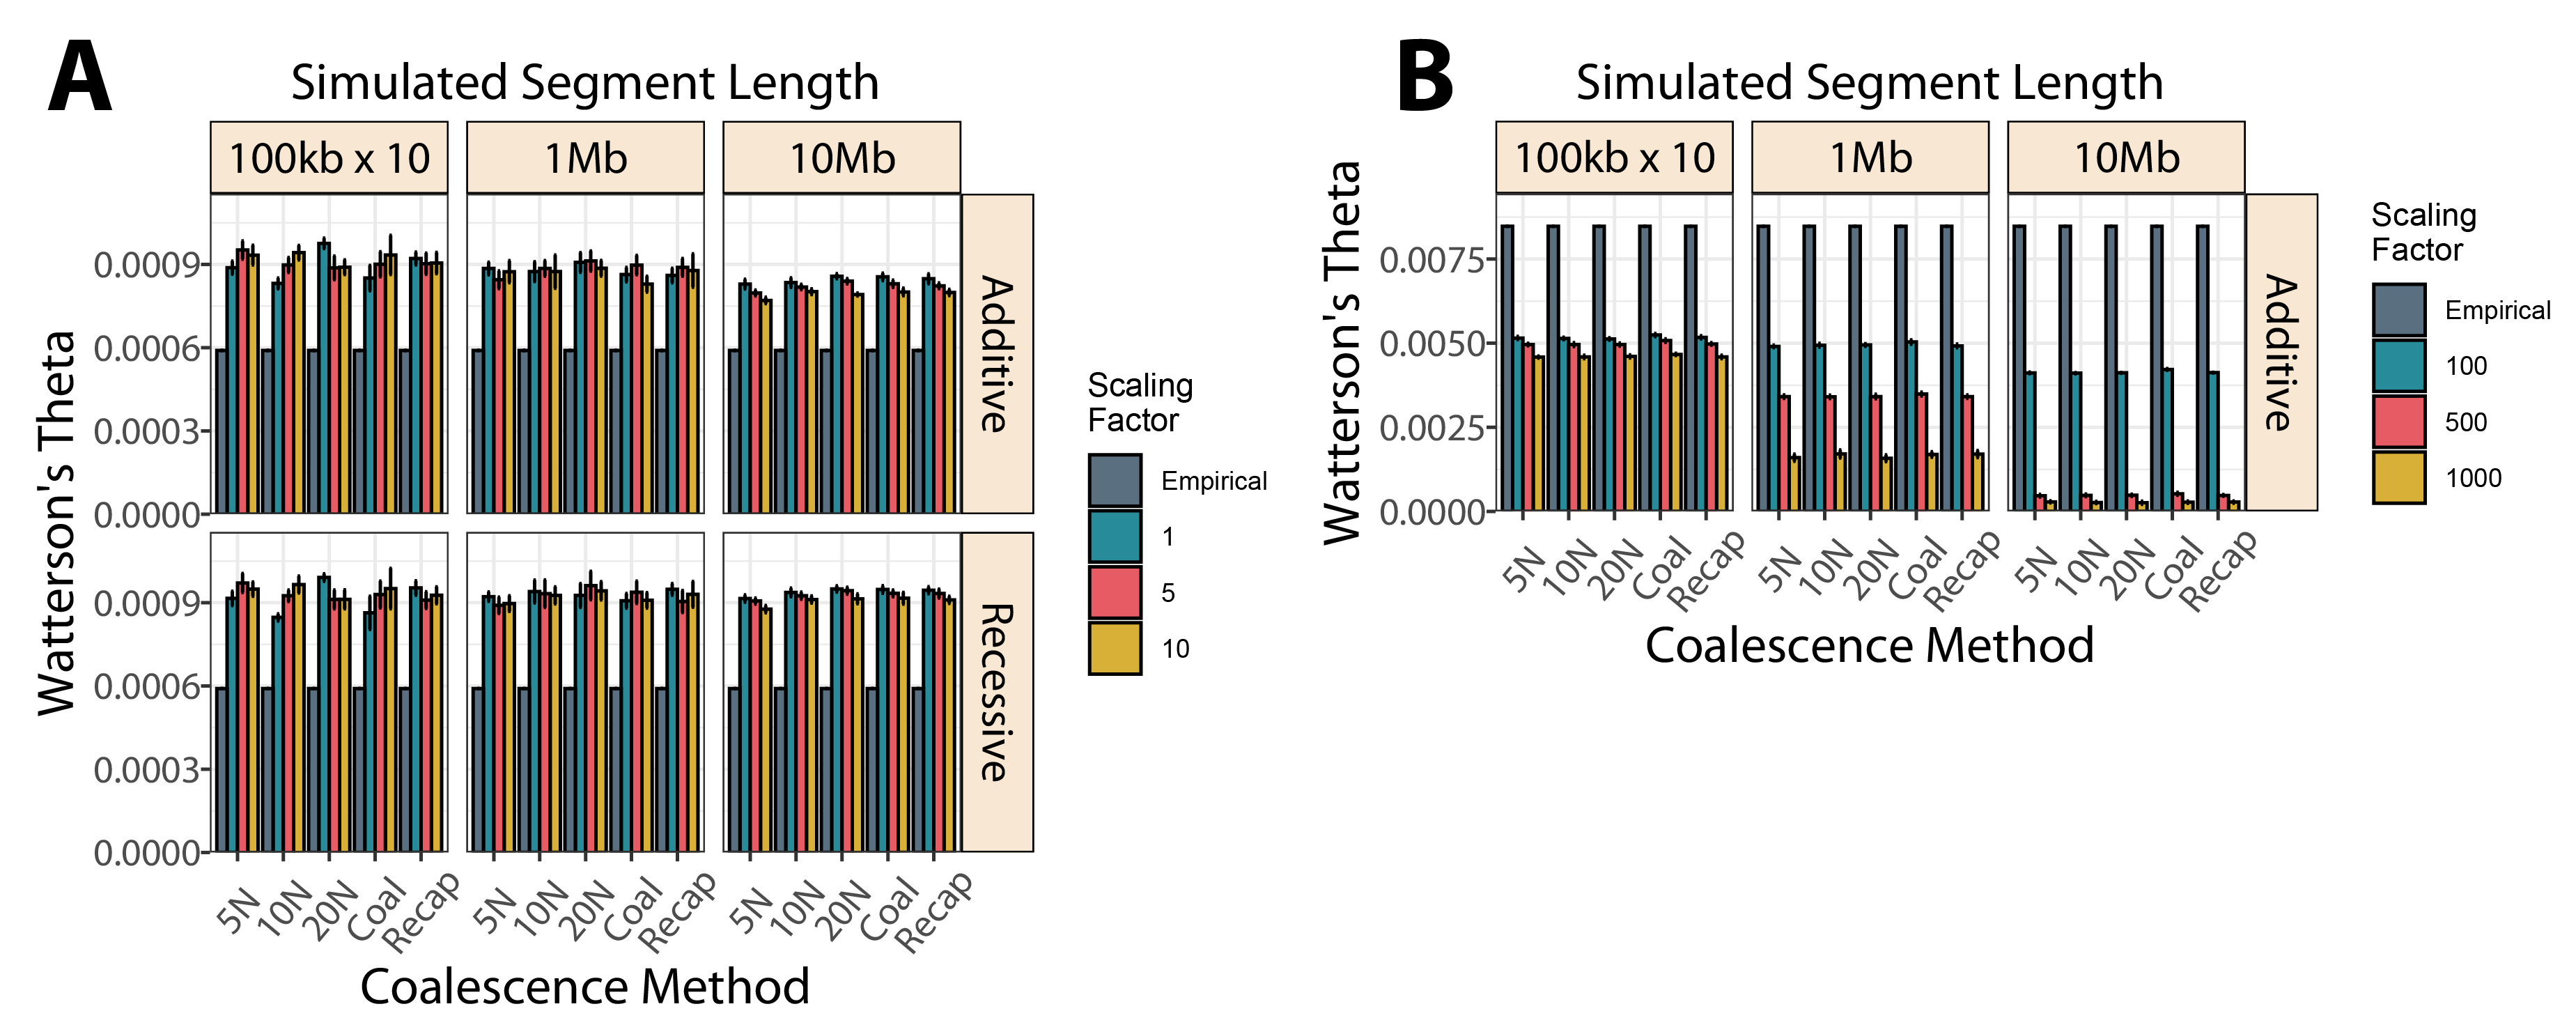 A
Simulated Segment Length
100kb x 10
1Mb
10Mb
Watterson's Theta
0.0009
0.0006
0.0003
0.0000
Additive
0.0009
0.0006
0.0003
0.0000
Recessive
5N
10N
20N
Coal
Recap
5N
10N
20N
Coal
Recap
5N
10N
20N
Coal
Recap
Coalescence Method
Scaling
Factor
Empirical
1
5
10
B
Simulated Segment Length
100kb x 10
1Mb
10Mb
Watterson's Theta
0.0075
0.0050
0.0025
0.0000
Additive
5N
10N
20N
Coal
Recap
5N
10N
20N
Coal
Recap
5N
10N
20N
Coal
Recap
Coalescence Method
Scaling
Factor
Empirical
100
500
1000